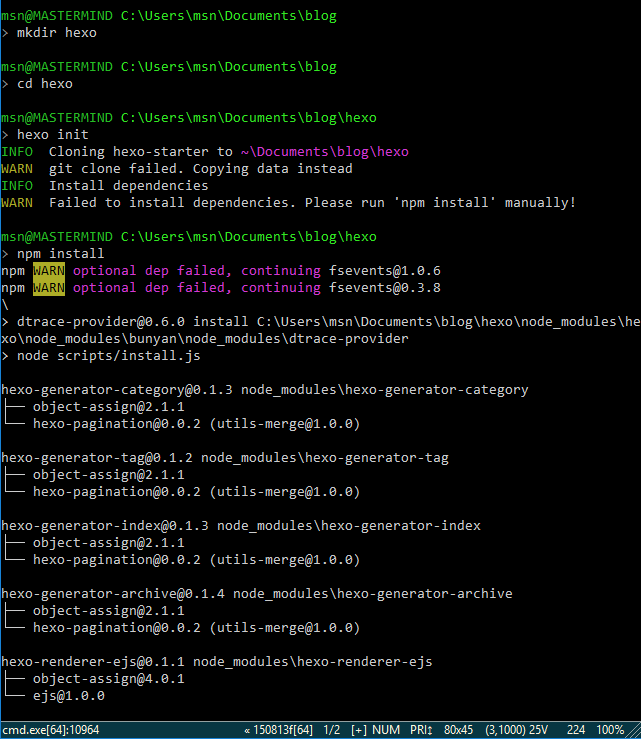 msn@MASTERMIND C:\Users\msn\Documents\blog
> mkdir hexo
msn@MASTERMIND C:\Users\msn\Documents\blog
> cd hexo
msn@MASTERMIND C:\Users\msn\Documents\blog\hexo
> hexo init
INFO  Cloning hexo-starter to ~\Documents\blog\hexo
WARN  git clone failed. Copying data instead
INFO  Install dependencies
WARN  Failed to install dependencies. Please run 'npm install' manually!
msn@MASTERMIND C:\Users\msn\Documents\blog\hexo
> npm install
npm WARN optional dep failed, continuing fsevents@1.0.6
npm WARN optional dep failed, continuing fsevents@0.3.8
\
> dtrace-provider@0.6.0 install C:\Users\msn\Documents\blog\hexo\node_modules\he
xo\node_modules\bunyan\node_modules\dtrace-provider
> node scripts/install.js
hexo-generator-category@0.1.3 node_modules\hexo-generator-category
├── object-assign@2.1.1
└── hexo-pagination@0.0.2 (utils-merge@1.0.0)
hexo-generator-tag@0.1.2 node_modules\hexo-generator-tag
├── object-assign@2.1.1
└── hexo-pagination@0.0.2 (utils-merge@1.0.0)
hexo-generator-index@0.1.3 node_modules\hexo-generator-index
├── object-assign@2.1.1
└── hexo-pagination@0.0.2 (utils-merge@1.0.0)
hexo-generator-archive@0.1.4 node_modules\hexo-generator-archive
├── object-assign@2.1.1
└── hexo-pagination@0.0.2 (utils-merge@1.0.0)
hexo-renderer-ejs@0.1.1 node_modules\hexo-renderer-ejs
├── object-assign@4.0.1
└── ejs@1.0.0
cmd.exe[64]:10964 « 150813f[64] 1/2 [+] NUM PRI↕ 80x45 (3,1000) 25V 224 100%